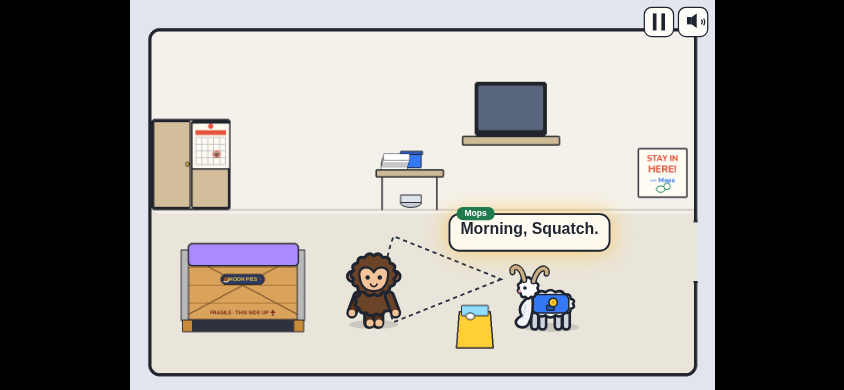 STAY IN
HERE!
— Mops
Mops
Morning, Squatch.
MOON PIES
FRAGILE · THIS SIDE UP